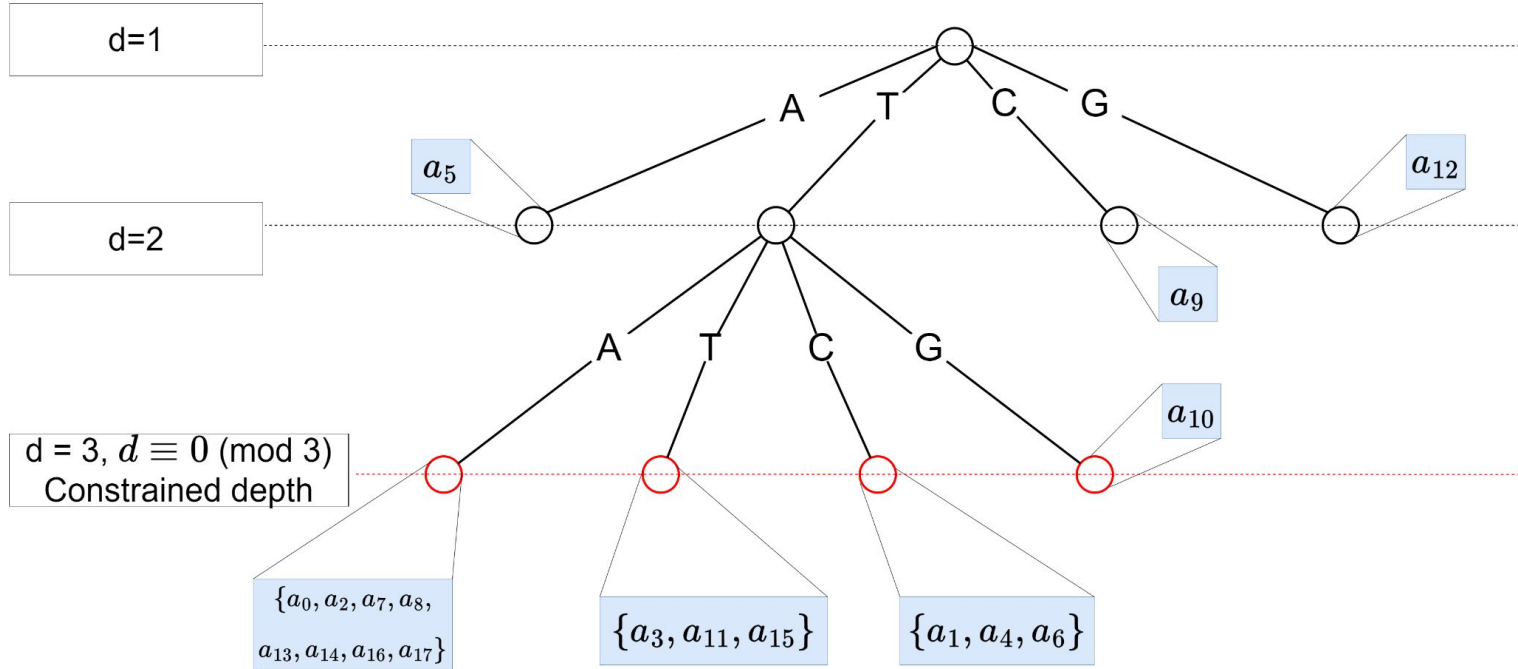 d=1
A T C G
a₅
a₁₂
d=2
a₉
A T C G
a₁₀
d = 3, d ≡ 0 (mod 3)
Constrained depth
{a₀, a₂, a₇, a₈,
a₁₃, a₁₄, a₁₆, a₁₇}
{a₃, a₁₁, a₁₅}
{a₁, a₄, a₆}